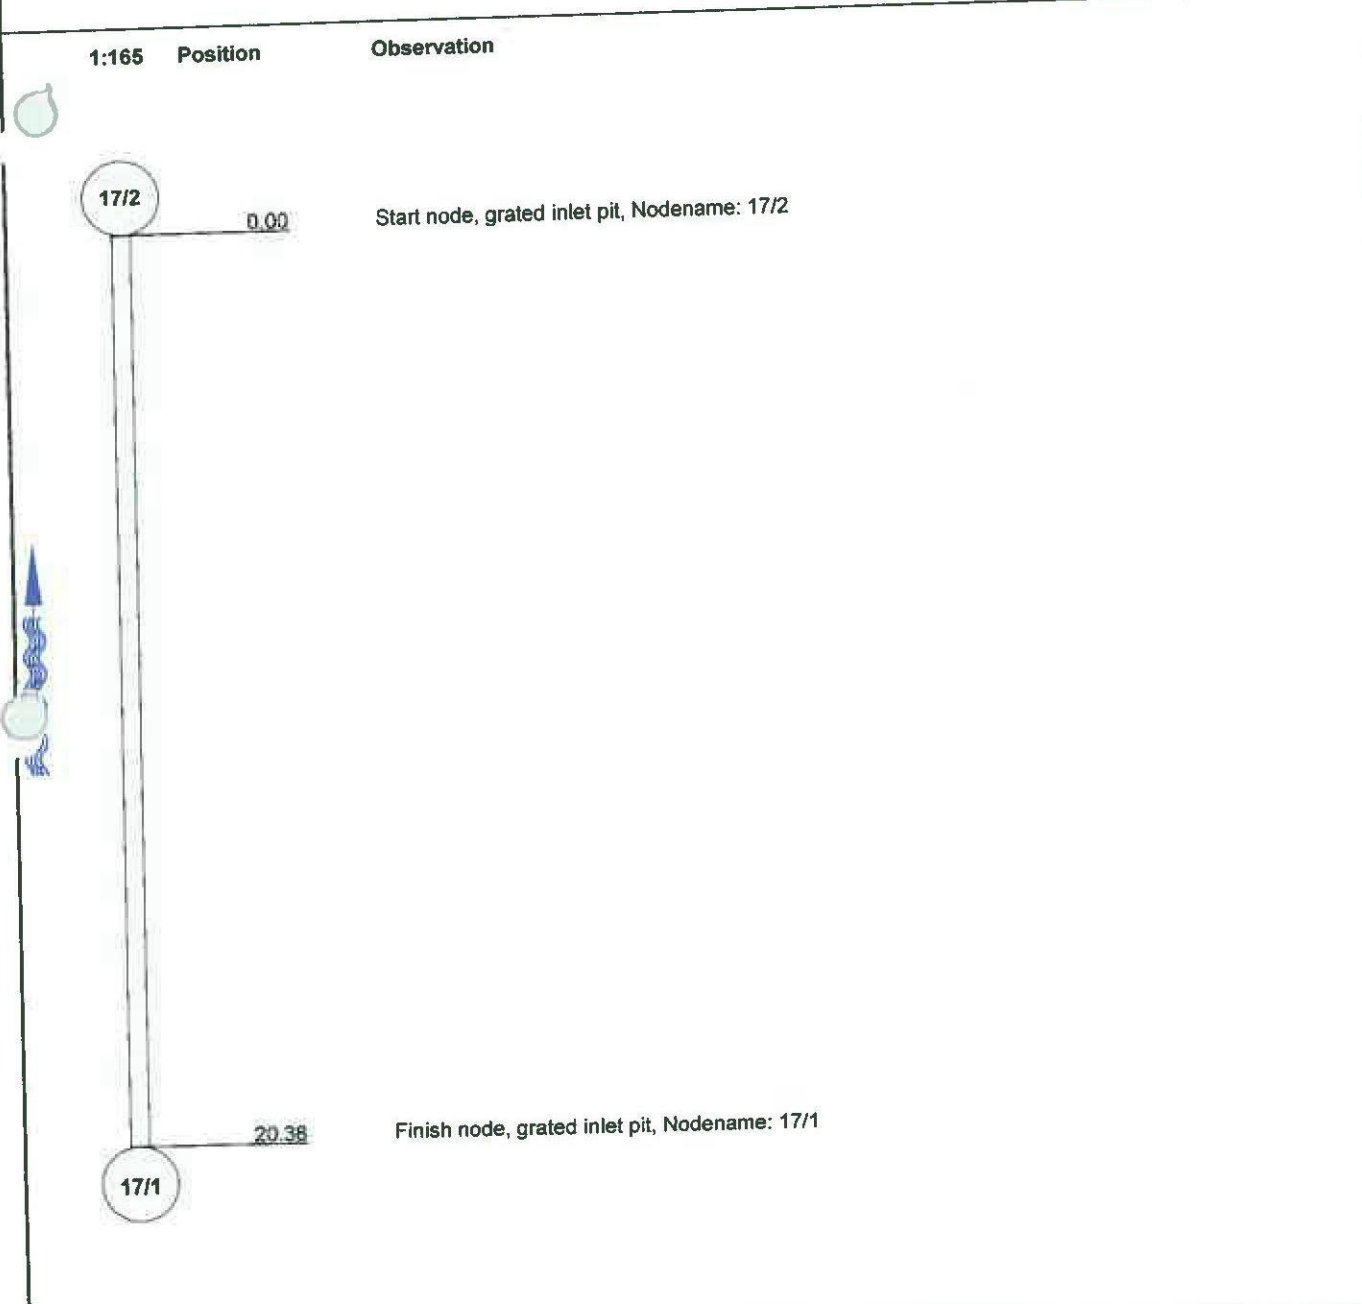 1:165 Position Observation
17/2
0.00 Start node, grated inlet pit, Nodename: 17/2
20.38 Finish node, grated inlet pit, Nodename: 17/1
17/1